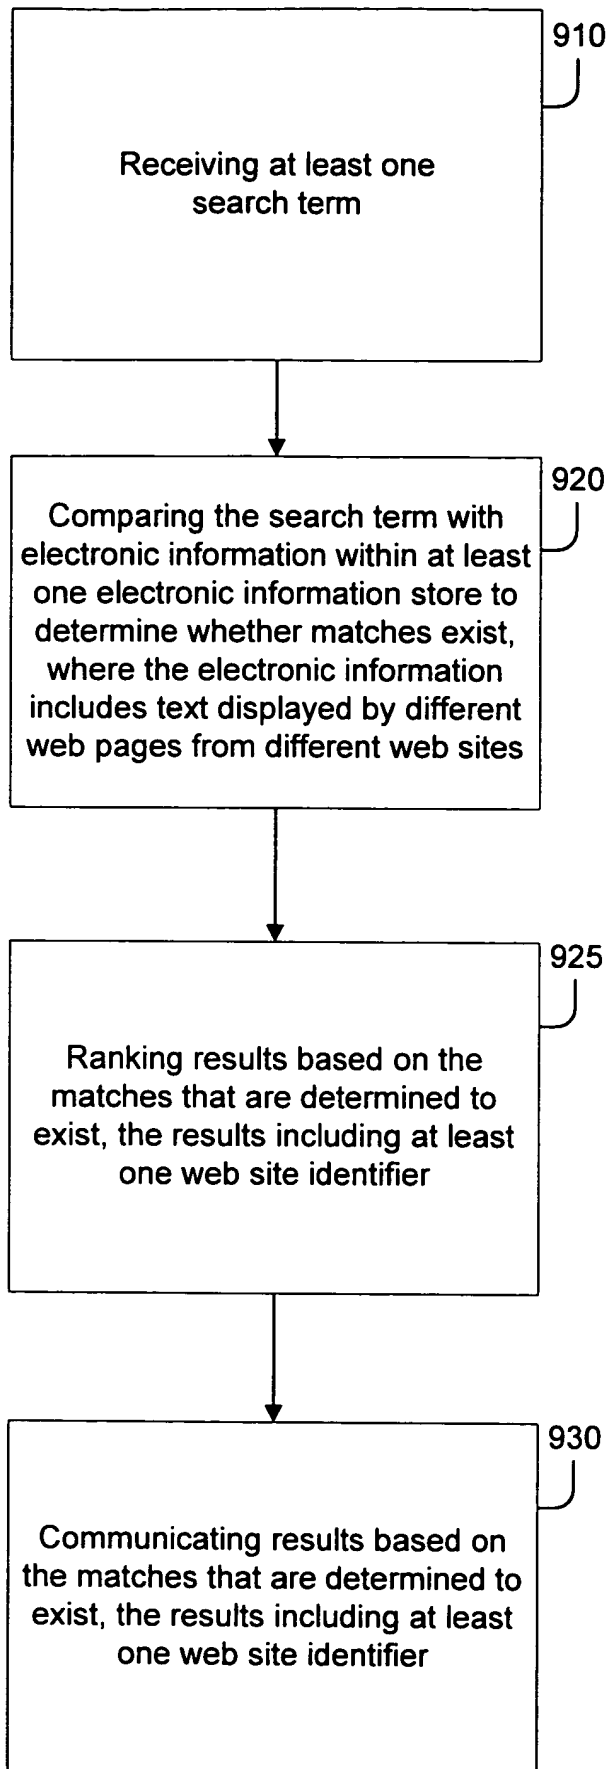 910
Receiving at least one
search term
920
Comparing the search term with
electronic information within at least
one electronic information store to
determine whether matches exist,
where the electronic information
includes text displayed by different
web pages from different web sites
925
Ranking results based on the
matches that are determined to
exist, the results including at least
one web site identifier
930
Communicating results based on
the matches that are determined to
exist, the results including at least
one web site identifier